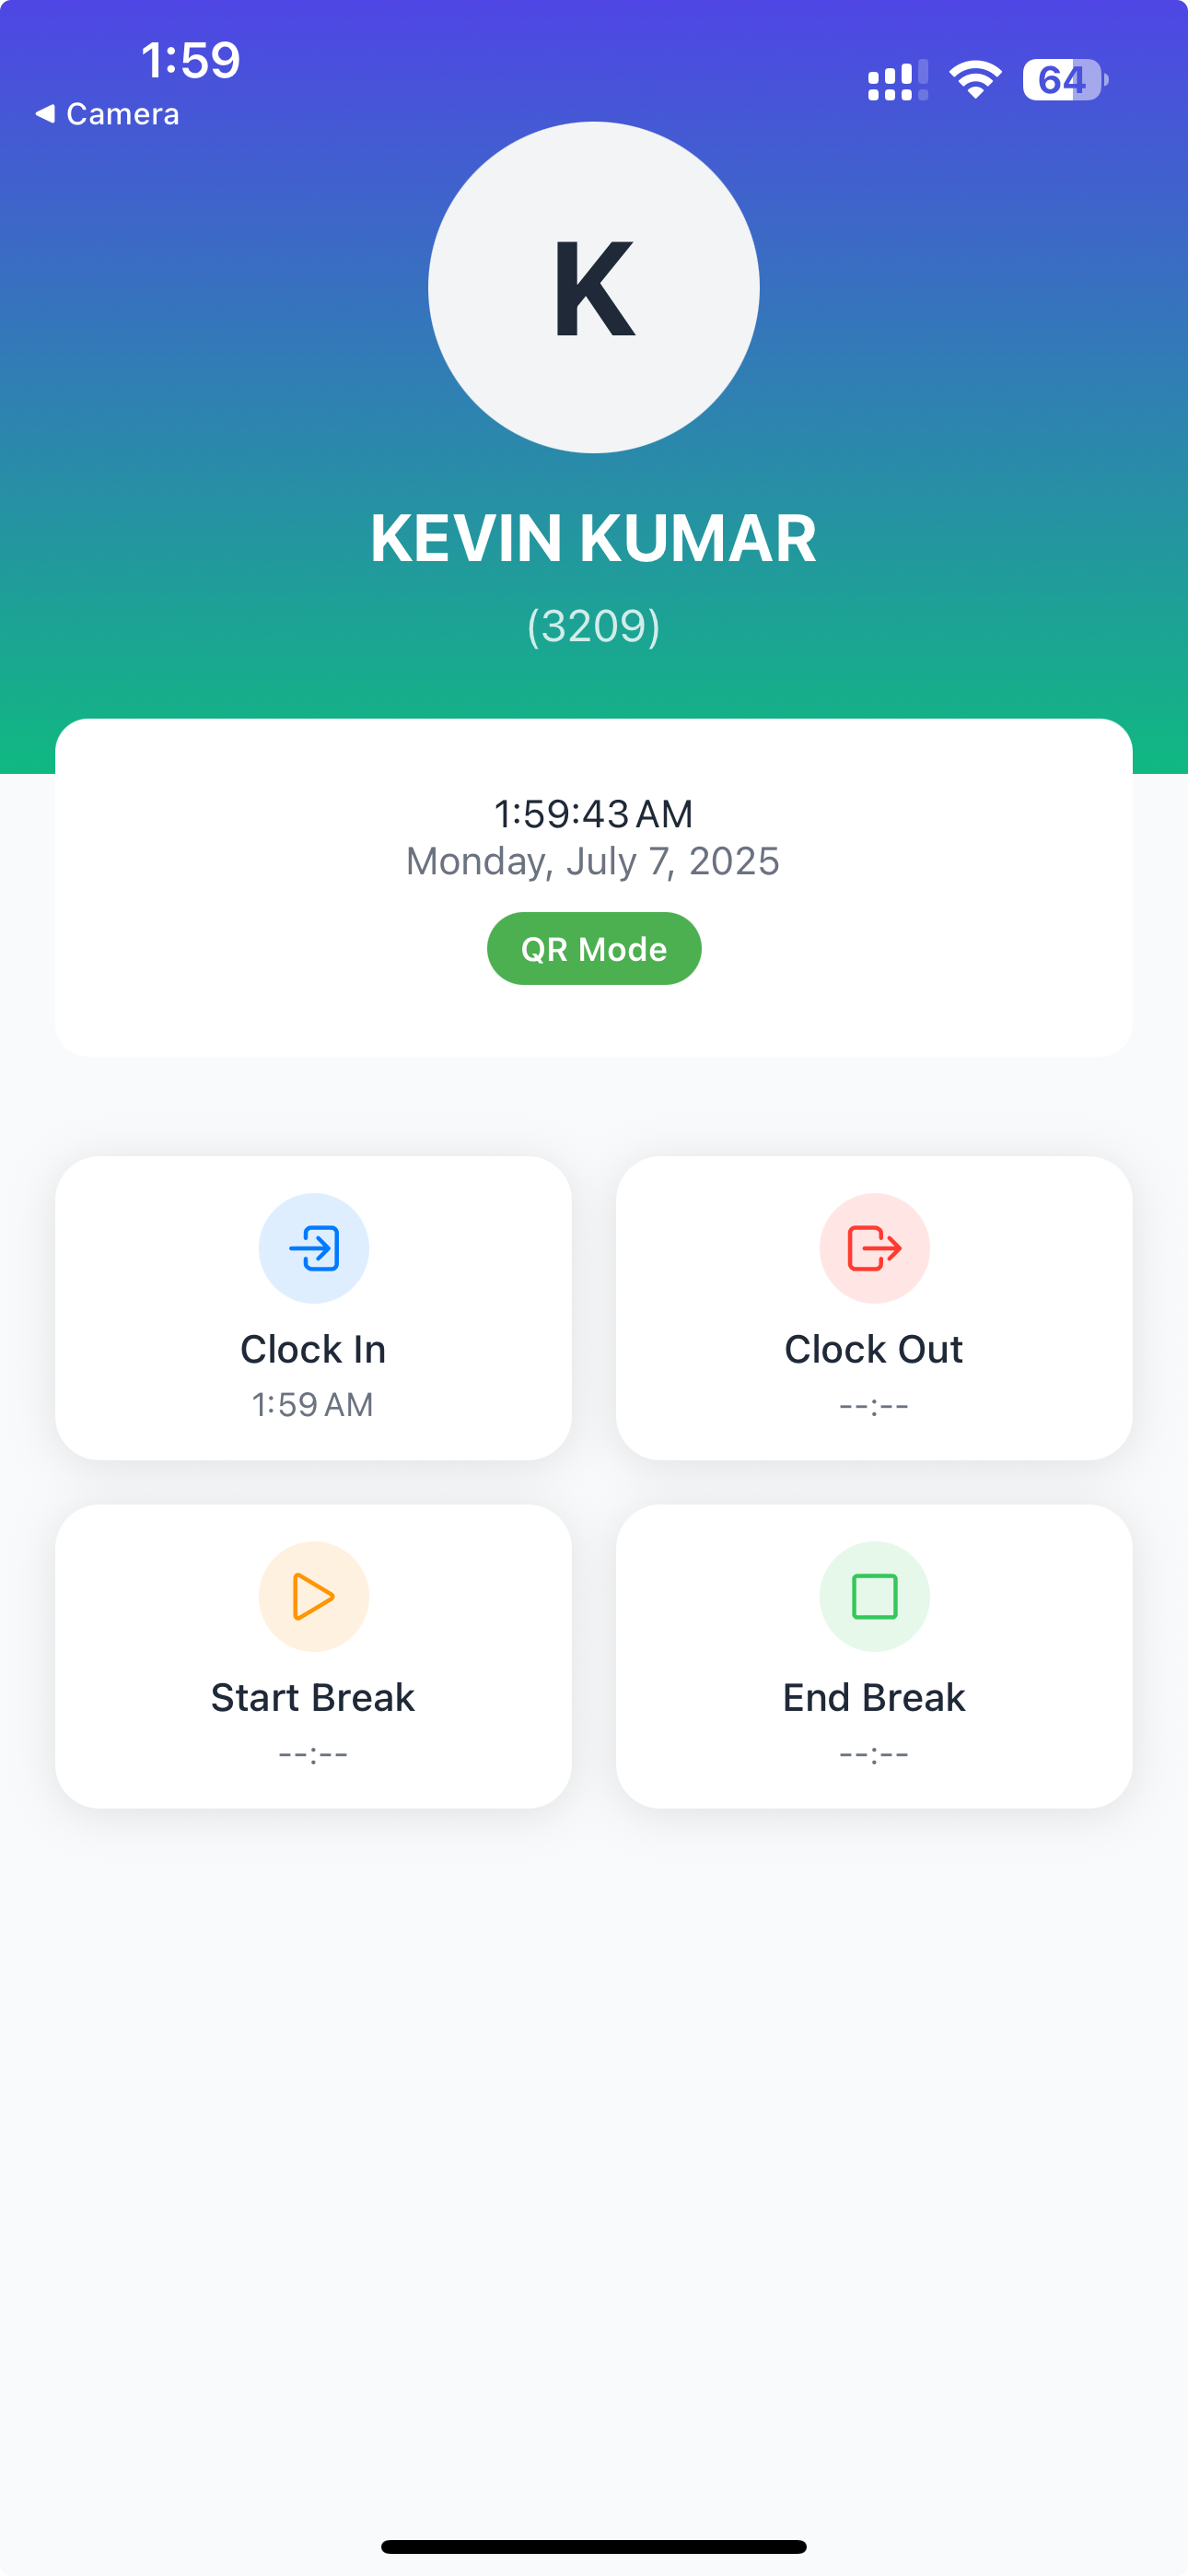 1:59
64
◀ Camera
K
KEVIN KUMAR
(3209)
1:59:43 AM
Monday, July 7, 2025
QR Mode
Clock In
1:59 AM
Clock Out
--:--
Start Break
--:--
End Break
--:--